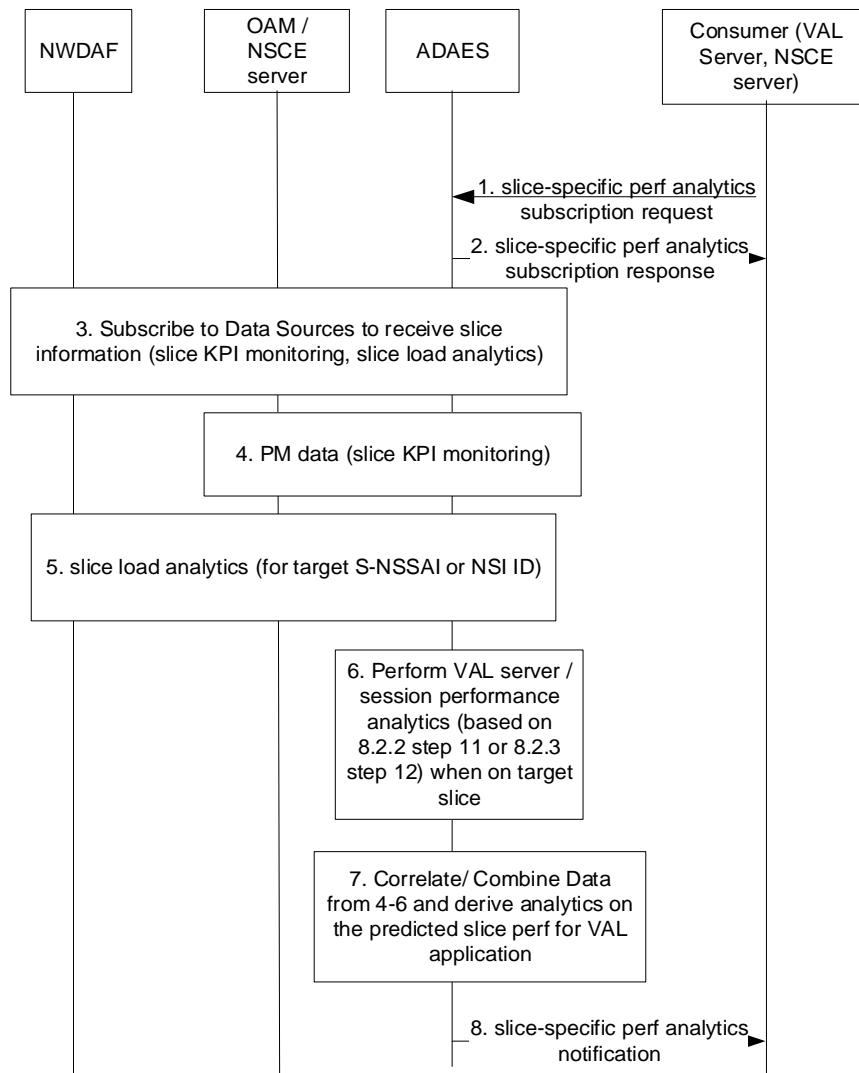 NWDAF
OAM /
NSCE
server
ADAES
Consumer (VAL
Server, NSCE
server)
1. slice-specific perf analytics
subscription request
2. slice-specific perf analytics
subscription response
3. Subscribe to Data Sources to receive slice
information (slice KPI monitoring, slice load analytics)
4. PM data (slice KPI monitoring)
5. slice load analytics (for target S-NSSAI or NSI ID)
6. Perform VAL server /
session performance
analytics (based on
8.2.2 step 11 or 8.2.3
step 12) when on target
slice
7. Correlate/ Combine Data
from 4-6 and derive analytics on
the predicted slice perf for VAL
application
8. slice-specific perf analytics
notification